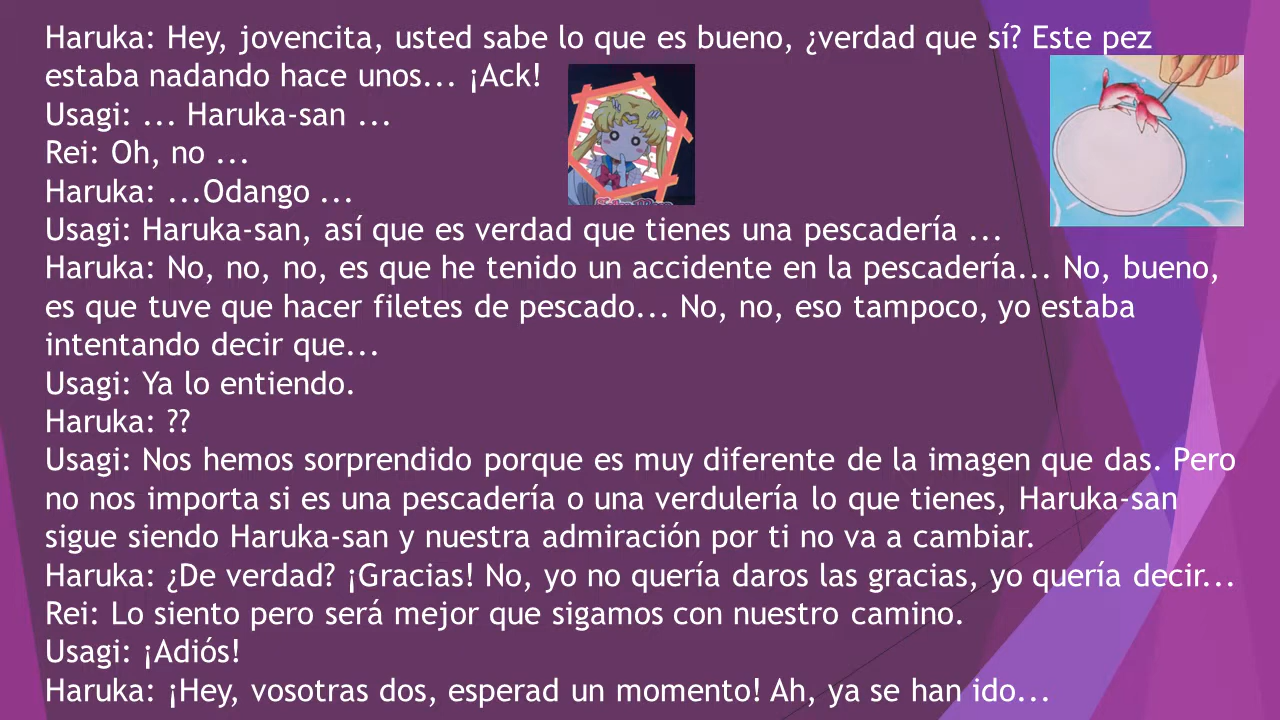 Haruka: Hey, jovencita, usted sabe lo que es bueno, ¿verdad que sí? Este pez
estaba nadando hace unos... ¡Ack!
Usagi: ... Haruka-san ...
Rei: Oh, no ...
Haruka: ...Odango ...
Usagi: Haruka-san, así que es verdad que tienes una pescadería ...
Haruka: No, no, no, es que he tenido un accidente en la pescadería... No, bueno,
es que tuve que hacer filetes de pescado... No, no, eso tampoco, yo estaba
intentando decir que...
Usagi: Ya lo entiendo.
Haruka: ??
Usagi: Nos hemos sorprendido porque es muy diferente de la imagen que das. Pero
no nos importa si es una pescadería o una verdulería lo que tienes, Haruka-san
sigue siendo Haruka-san y nuestra admiración por ti no va a cambiar.
Haruka: ¿De verdad? ¡Gracias! No, yo no quería daros las gracias, yo quería decir...
Rei: Lo siento pero será mejor que sigamos con nuestro camino.
Usagi: ¡Adiós!
Haruka: ¡Hey, vosotras dos, esperad un momento! Ah, ya se han ido...